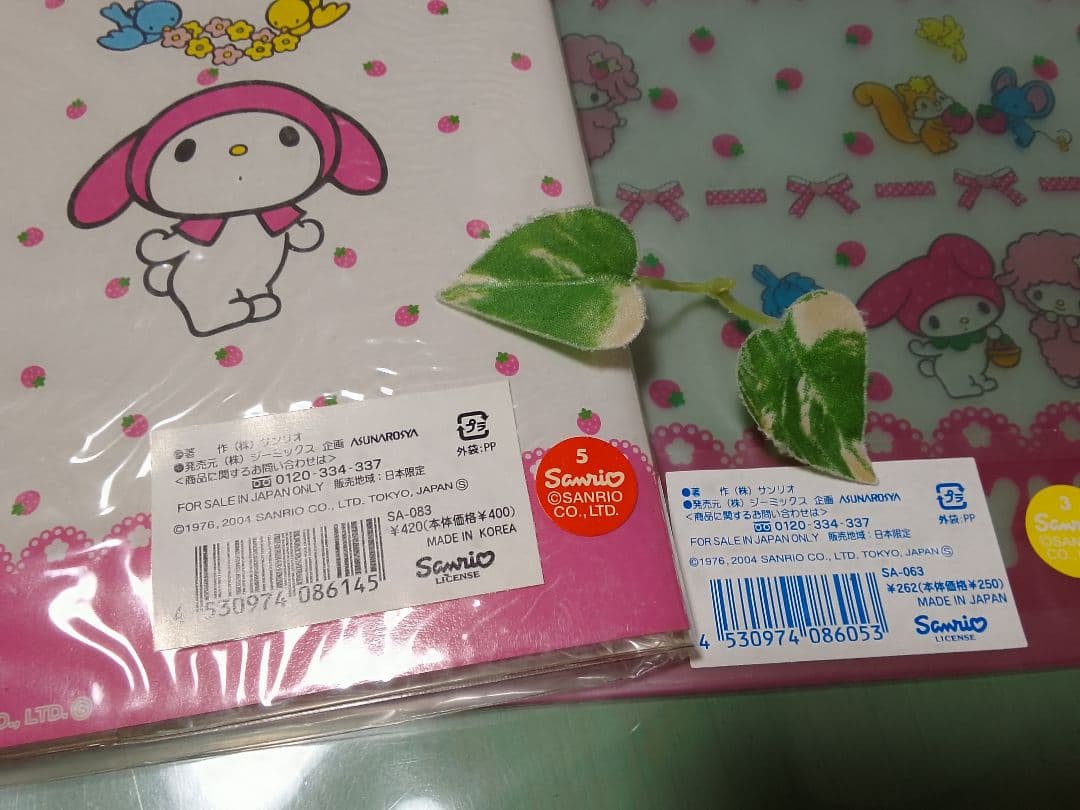 ●著　作（株）サンリオ
●発売元（株）ジーミックス 企画 ASUNAROSYA
<商品に関するお問い合わせは>
0120-334-337
FOR SALE IN JAPAN ONLY 販売地域:日本限定
©1976, 2004 SANRIO CO., LTD. TOKYO, JAPAN Ⓢ
プラ
外袋:PP
SA-083
¥420(本体価格¥400)
MADE IN KOREA
Sanrio
LICENSE
4 530974 086145
5
Sanrio
©SANRIO
CO., LTD.
●著　作（株）サンリオ
●発売元（株）ジーミックス 企画 ASUNAROSYA
<商品に関するお問い合わせは>
0120-334-337
FOR SALE IN JAPAN ONLY 販売地域:日本限定
©1976, 2004 SANRIO CO., LTD. TOKYO, JAPAN Ⓢ
プラ
外袋:PP
SA-063
¥262(本体価格¥250)
MADE IN JAPAN
Sanrio
LICENSE
4 530974 086053
3
O., LTD. Ⓢ